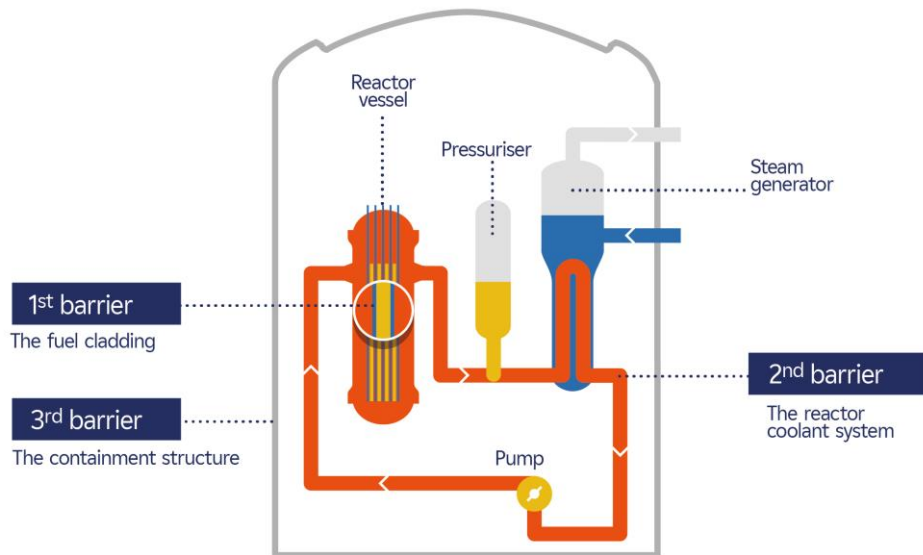 Reactor
vessel
Pressuriser
Steam
generator
1st barrier
The fuel cladding
2nd barrier
The reactor
coolant system
3rd barrier
The containment structure
Pump